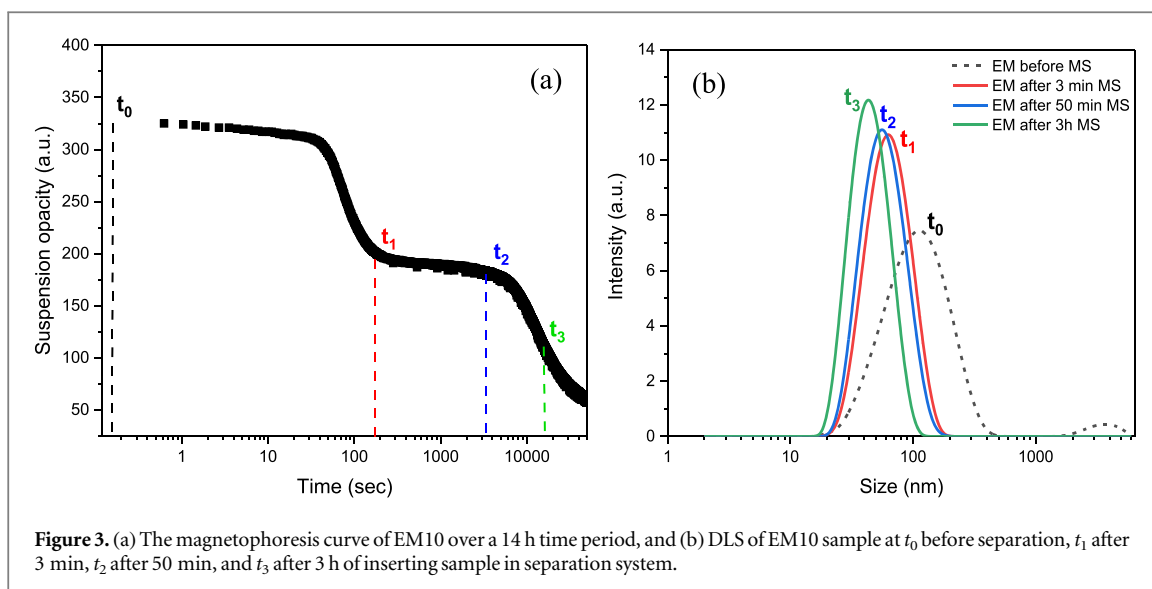 400
350
300
250
200
150
100
50
Suspension opacity (a.u.)
(a)
t0
t1
t2
t3
1 10 100 1000 10000
Time (sec)
14
12
10
8
6
4
2
0
Intensity (a.u.)
(b)
EM before MS
EM after 3 min MS
EM after 50 min MS
EM after 3h MS
t3
t2
t1
t0
1 10 100 1000
Size (nm)
Figure 3. (a) The magnetophoresis curve of EM10 over a 14 h time period, and (b) DLS of EM10 sample at t0 before separation, t1 after
3 min, t2 after 50 min, and t3 after 3 h of inserting sample in separation system.